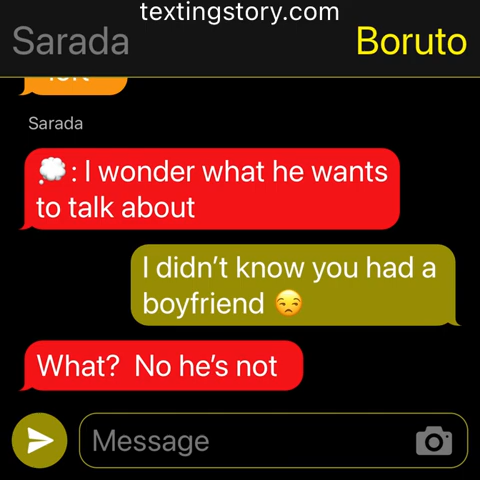 textingstory.com
Sarada
Boruto
Sarada
💭: I wonder what he wants
to talk about
I didn’t know you had a
boyfriend 😒
What?  No he’s not
Message